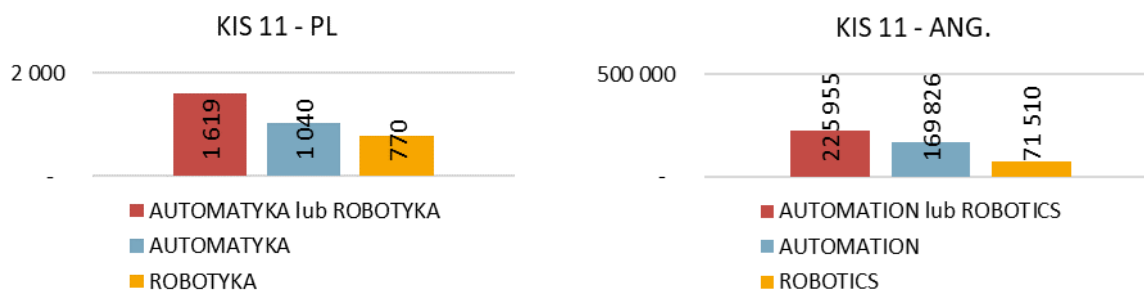 KIS 11 - PL
2 000
1 619
1 040
770
-
AUTOMATYKA lub ROBOTYKA
AUTOMATYKA
ROBOTYKA
KIS 11 - ANG.
500 000
225 955
169 826
71 510
-
AUTOMATION lub ROBOTICS
AUTOMATION
ROBOTICS